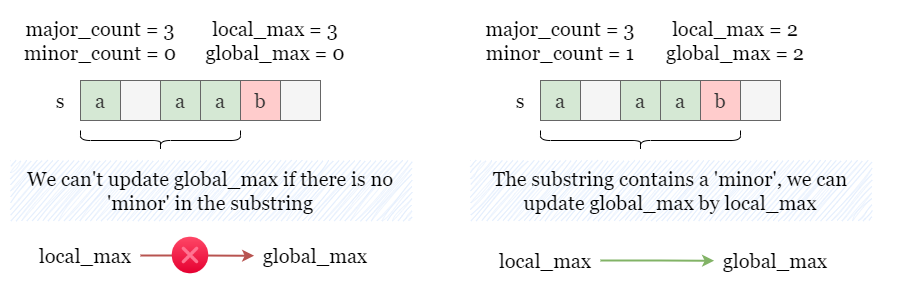 major_count = 3 local_max = 3
minor_count = 0 global_max = 0
s a a a b
We can't update global_max if there is no
'minor' in the substring
local_max global_max
major_count = 3 local_max = 2
minor_count = 1 global_max = 2
s a a a b
The substring contains a 'minor', we can
update global_max by local_max
local_max global_max